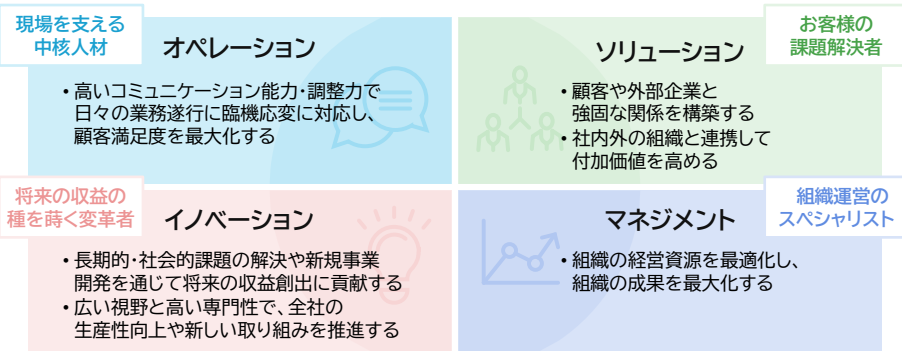 現場を支える
中核人材
オペレーション
・高いコミュニケーション能力・調整力で
日々の業務遂行に臨機応変に対応し、
顧客満足度を最大化する
お客様の
課題解決者
ソリューション
・顧客や外部企業と
強固な関係を構築する
・社内外の組織と連携して
付加価値を高める
将来の収益の
種を蒔く変革者
イノベーション
・長期的・社会的課題の解決や新規事業
開発を通じて将来の収益創出に貢献する
・広い視野と高い専門性で、全社の
生産性向上や新しい取り組みを推進する
組織運営の
スペシャリスト
マネジメント
・組織の経営資源を最適化し、
組織の成果を最大化する